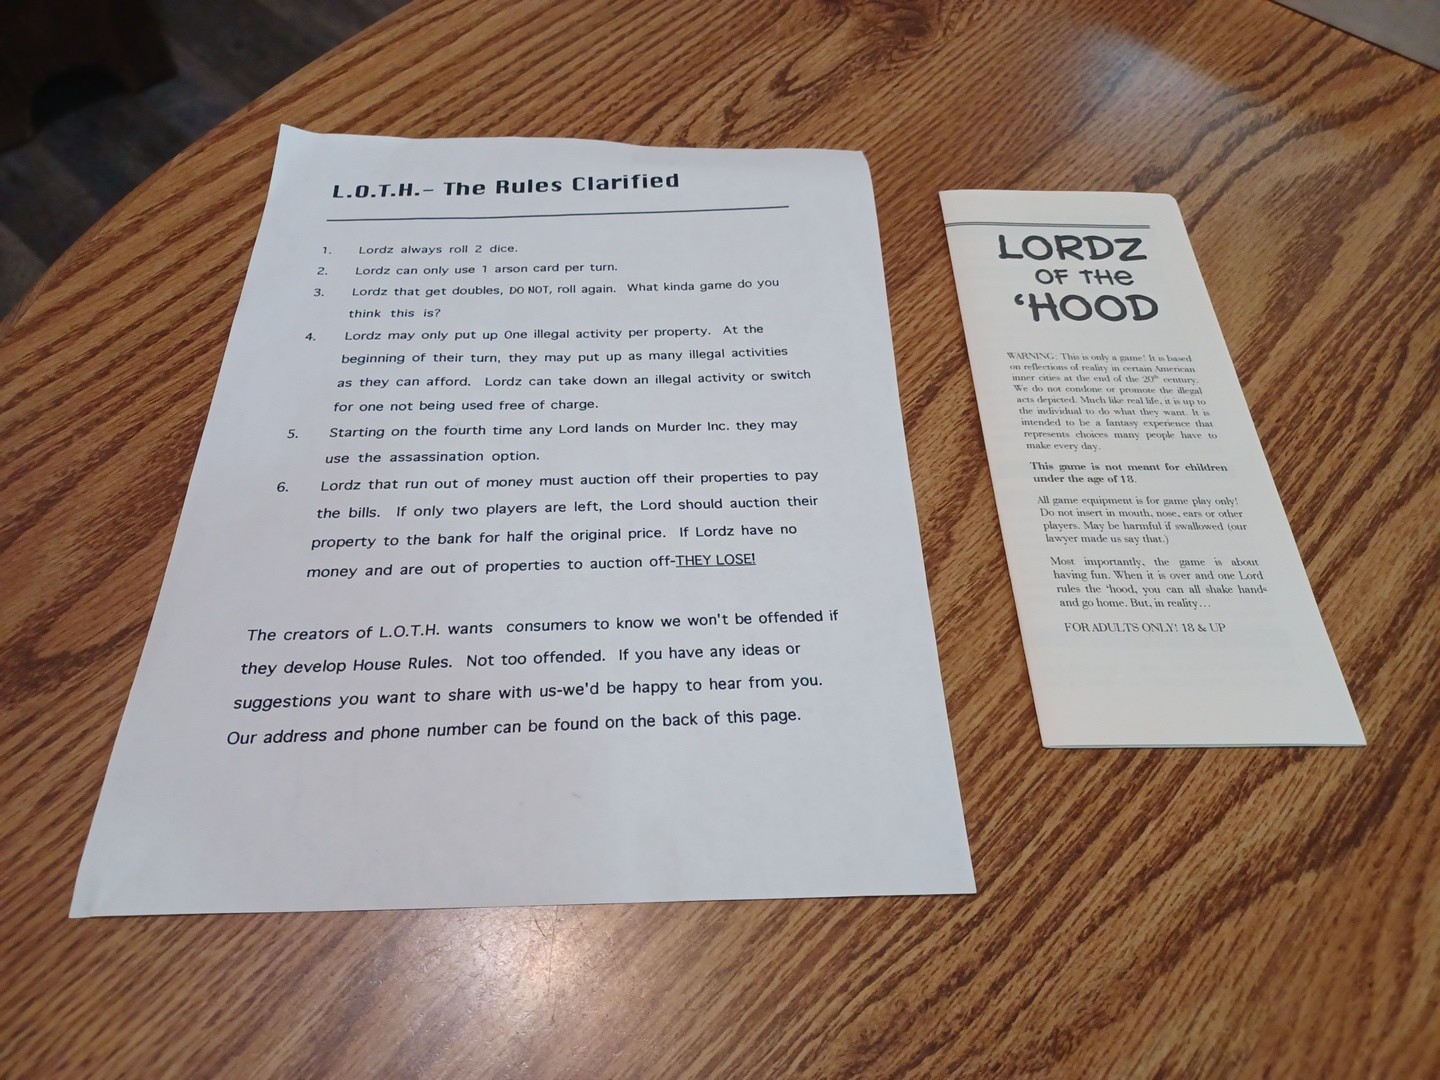 L.O.T.H.– The Rules Clarified
1. Lordz always roll 2 dice.
2. Lordz can only use 1 arson card per turn.
3. Lordz that get doubles, DO NOT, roll again. What kinda game do you
think this is?
4. Lordz may only put up One illegal activity per property. At the
beginning of their turn, they may put up as many illegal activities
as they can afford. Lordz can take down an illegal activity or switch
for one not being used free of charge.
5. Starting on the fourth time any Lord lands on Murder Inc. they may
use the assassination option.
6. Lordz that run out of money must auction off their properties to pay
the bills. If only two players are left, the Lord should auction their
property to the bank for half the original price. If Lordz have no
money and are out of properties to auction off-THEY LOSE!
The creators of L.O.T.H. wants consumers to know we won't be offended if
they develop House Rules. Not too offended. If you have any ideas or
suggestions you want to share with us-we'd be happy to hear from you.
Our address and phone number can be found on the back of this page.
LORDZ
OF THE
‘HOOD
WARNING: This is only a game! It is based
on reflections of reality in certain American
inner cities at the end of the 20th century.
We do not condone or promote the illegal
acts depicted. Much like real life, it is up to
the individual to do what they want. It is
intended to be a fantasy experience that
represents choices many people have to
make every day.
This game is not meant for children
under the age of 18.
All game equipment is for game play only!
Do not insert in mouth, nose, ears or other
players. May be harmful if swallowed (our
lawyer made us say that.)
Most importantly, the game is about
having fun. When it is over and one Lord
rules the ‘hood, you can all shake hands
and go home. But, in reality…
FOR ADULTS ONLY! 18 & UP